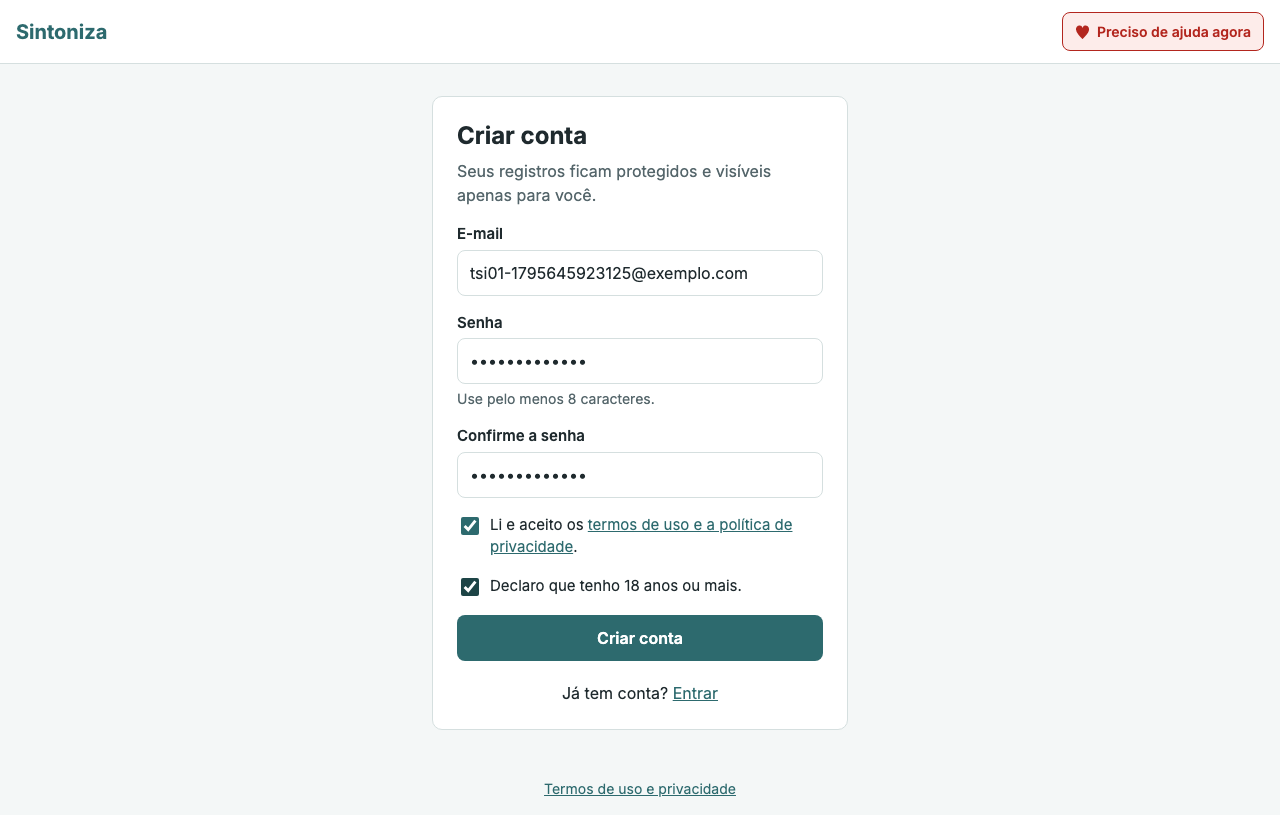 Sintoniza
Preciso de ajuda agora
Criar conta
Seus registros ficam protegidos e visíveis
apenas para você.
E-mail
tsi01-1795645923125@exemplo.com
Senha
•••••••••••••
Use pelo menos 8 caracteres.
Confirme a senha
•••••••••••••
Li e aceito os termos de uso e a política de
privacidade.
Declaro que tenho 18 anos ou mais.
Criar conta
Já tem conta? Entrar
Termos de uso e privacidade